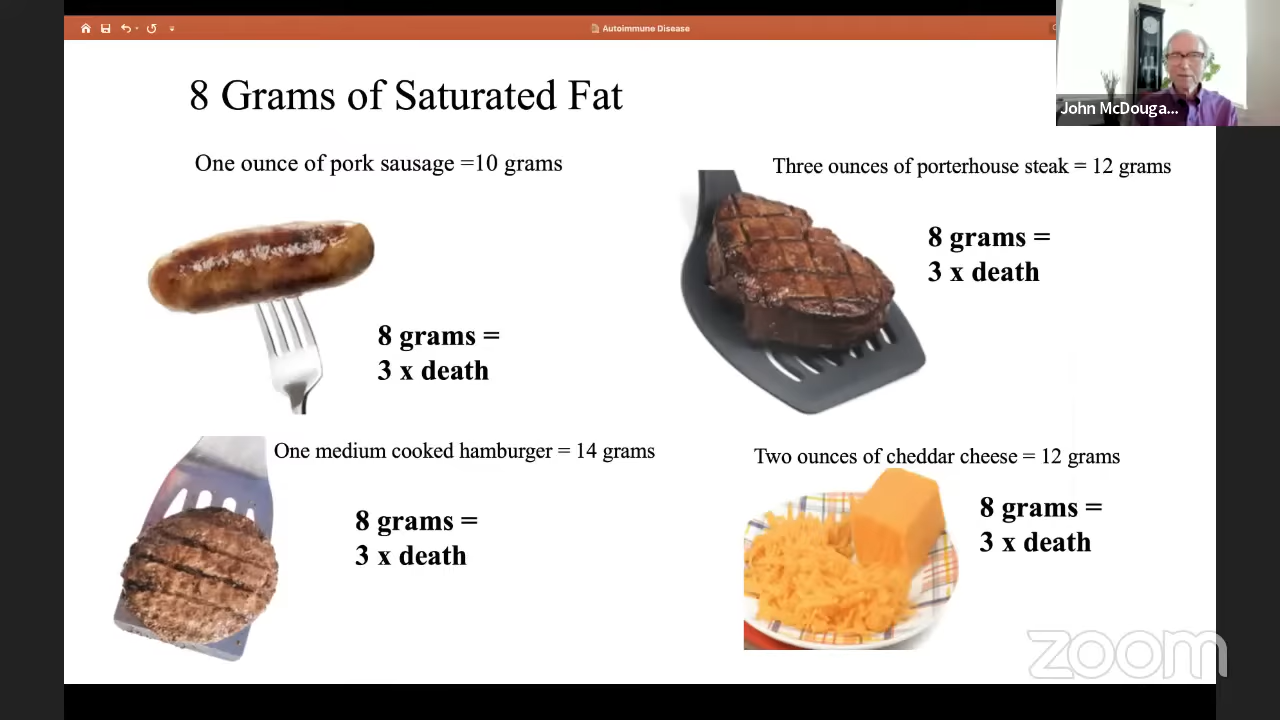 Autoimmune Disease
John McDouga...
8 Grams of Saturated Fat
One ounce of pork sausage =10 grams
8 grams =
3 x death
Three ounces of porterhouse steak = 12 grams
8 grams =
3 x death
One medium cooked hamburger = 14 grams
8 grams =
3 x death
Two ounces of cheddar cheese = 12 grams
8 grams =
3 x death
zoom